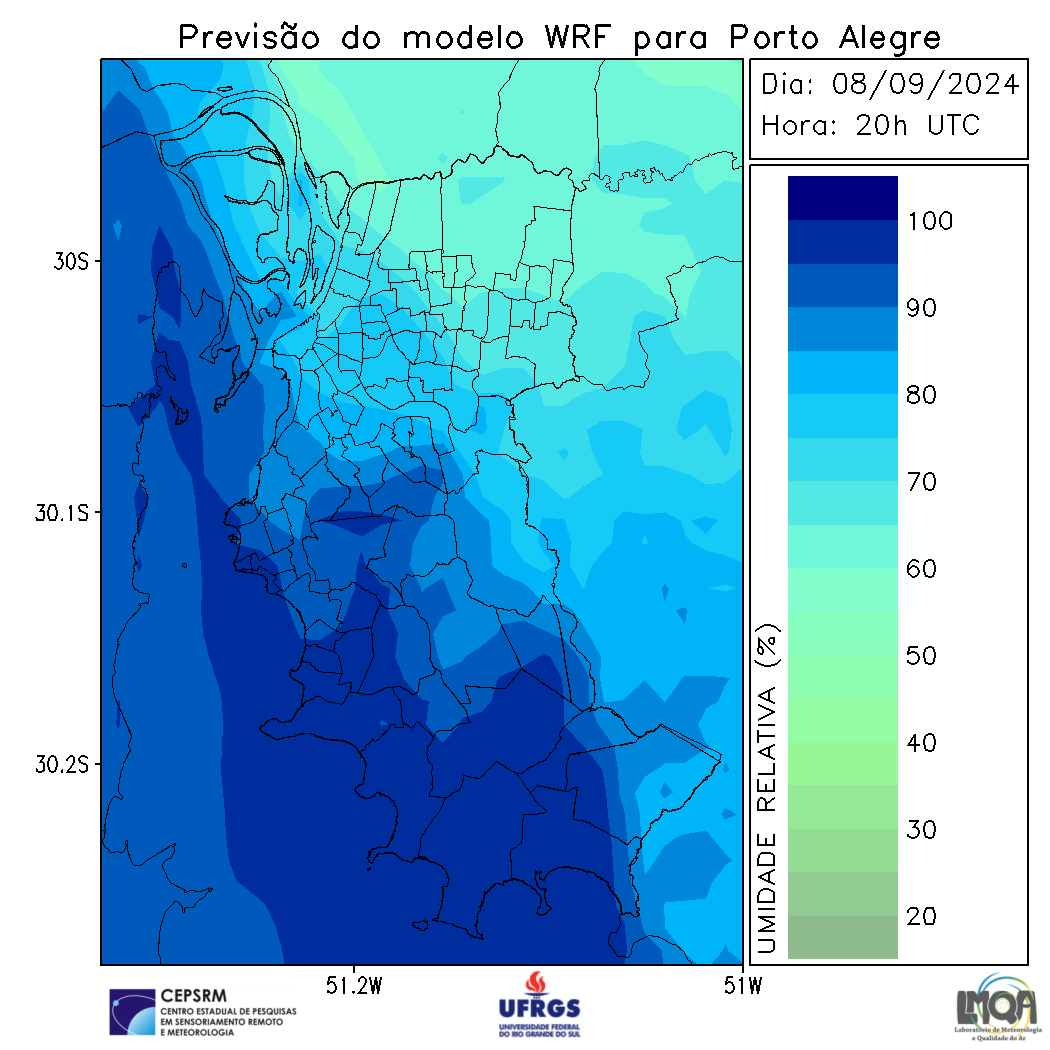 Previsão do modelo WRF para Porto Alegre
Dia: 08/09/2024
Hora: 20h UTC
100
90
80
70
60
50
40
30
20
UMIDADE RELATIVA (%)
30S
30.1S
30.2S
51.2W
51W
CEPSRM
CENTRO ESTADUAL DE PESQUISAS
EM SENSORIAMENTO REMOTO
E METEOROLOGIA
UFRGS
UNIVERSIDADE FEDERAL
DO RIO GRANDE DO SUL
LMQA
Laboratório de Meteorologia
e Qualidade do Ar